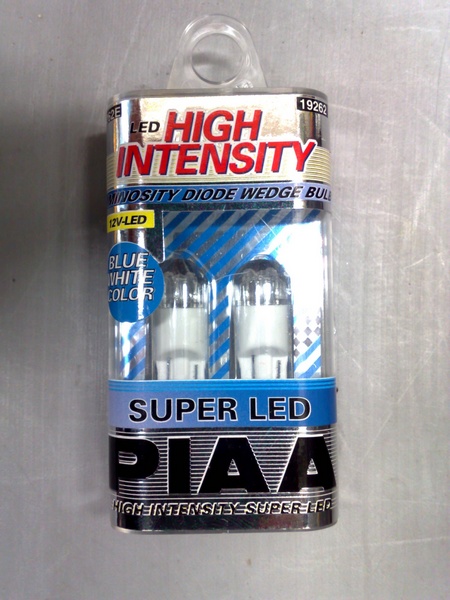 19262
LED HIGH
INTENSITY
MINOSITY DIODE WEDGE BULB
12V-LED
BLUE
WHITE
COLOR
SUPER LED
PIAA
HIGH INTENSITY SUPER LED